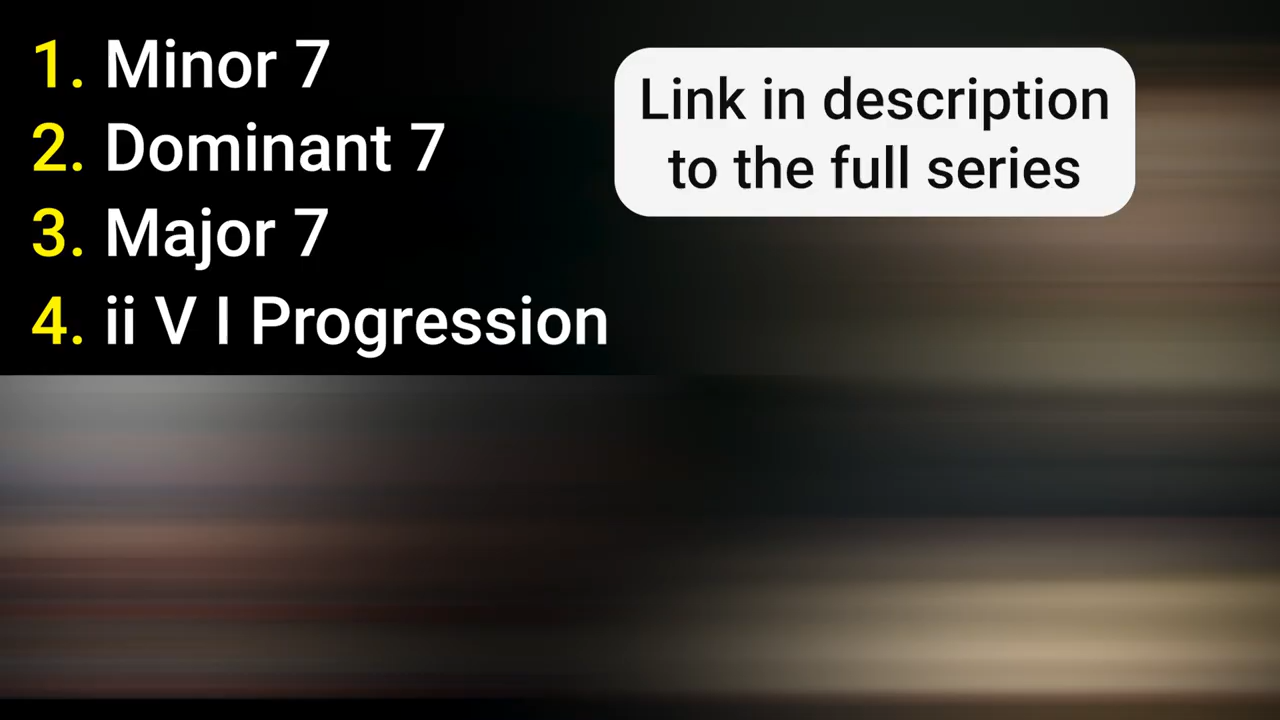 1. Minor 7
2. Dominant 7
3. Major 7
4. ii V I Progression
Link in description
to the full series